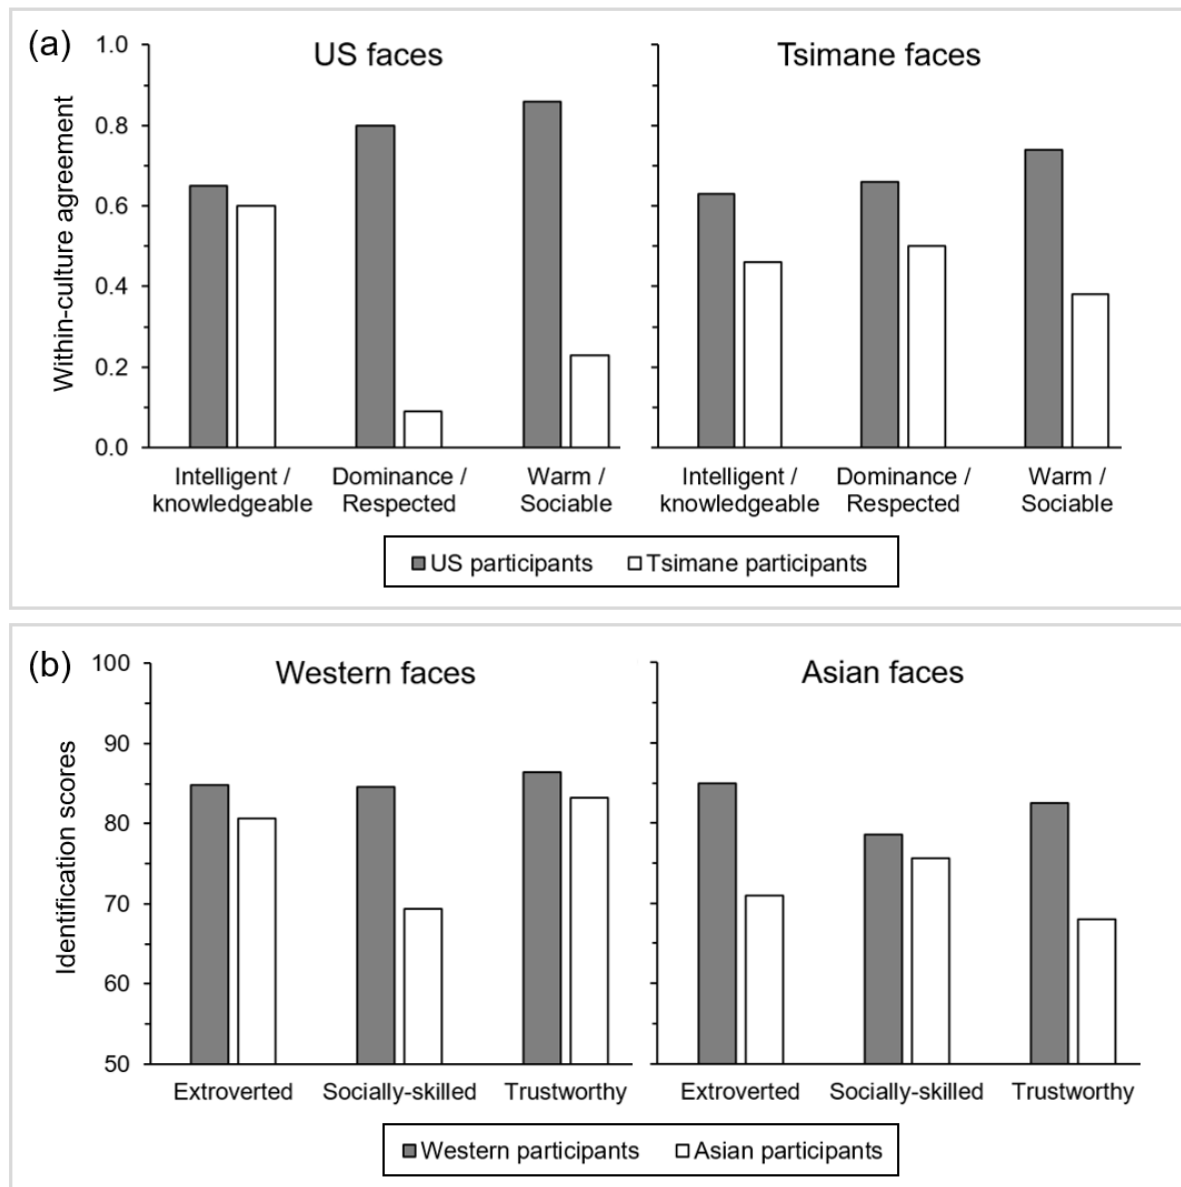 (a)
US faces
Tsimane faces
Within-culture agreement
1.0
0.8
0.6
0.4
0.2
0.0
Intelligent /
knowledgeable
Dominance /
Respected
Warm /
Sociable
Intelligent /
knowledgeable
Dominance /
Respected
Warm /
Sociable
US participants
Tsimane participants
(b)
Western faces
Asian faces
Identification scores
100
90
80
70
60
50
Extroverted
Socially-skilled
Trustworthy
Extroverted
Socially-skilled
Trustworthy
Western participants
Asian participants